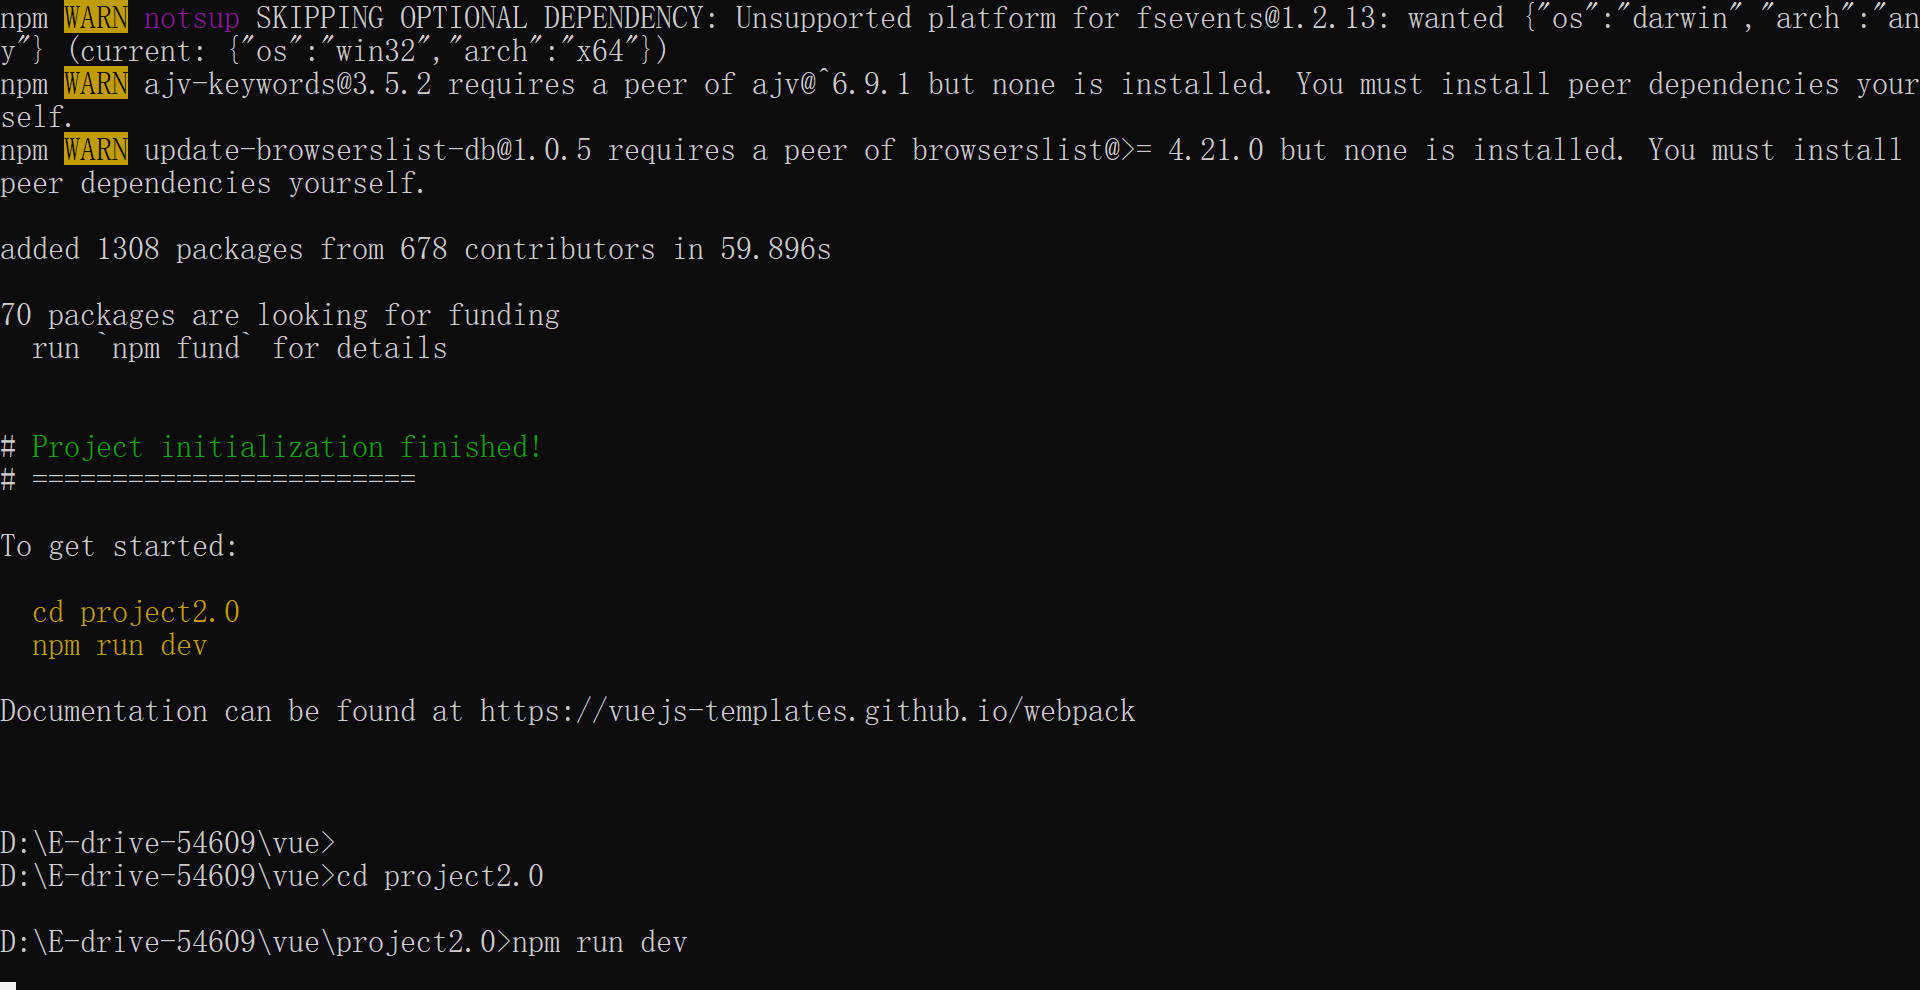 npm WARN notsup SKIPPING OPTIONAL DEPENDENCY: Unsupported platform for fsevents@1.2.13: wanted {"os":"darwin","arch":"an
y"} (current: {"os":"win32","arch":"x64"})
npm WARN ajv-keywords@3.5.2 requires a peer of ajv@^6.9.1 but none is installed. You must install peer dependencies your
self.
npm WARN update-browserslist-db@1.0.5 requires a peer of browserslist@>= 4.21.0 but none is installed. You must install
peer dependencies yourself.
added 1308 packages from 678 contributors in 59.896s
70 packages are looking for funding
  run `npm fund` for details
# Project initialization finished!
# ========================
To get started:
  cd project2.0
  npm run dev
Documentation can be found at https://vuejs-templates.github.io/webpack
D:\E-drive-54609\vue>
D:\E-drive-54609\vue>cd project2.0
D:\E-drive-54609\vue\project2.0>npm run dev